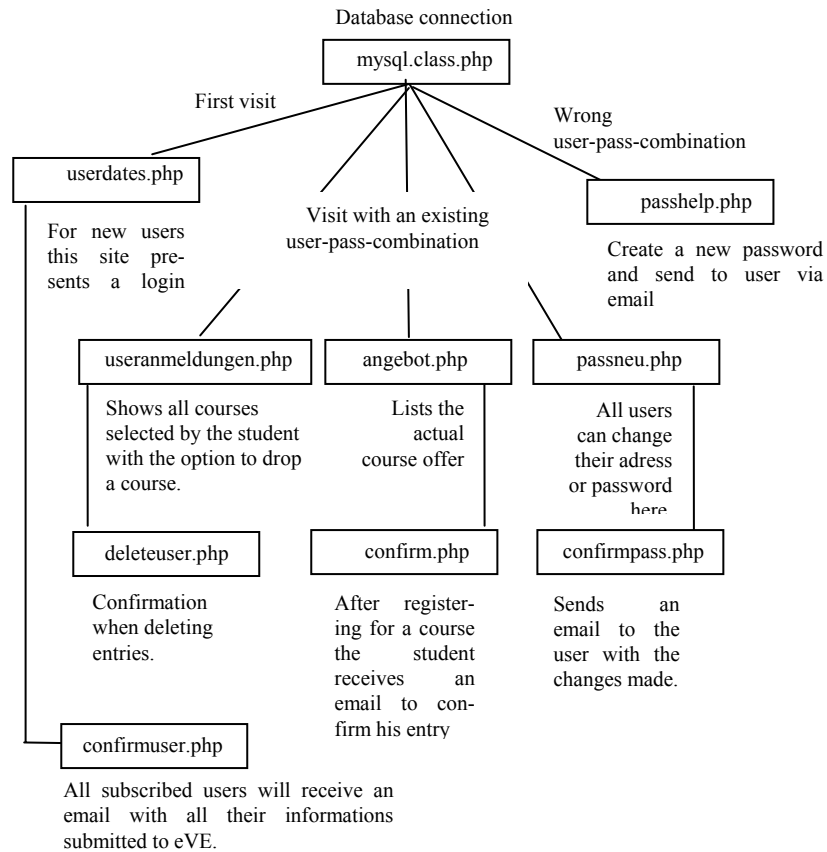 Database connection
mysql.class.php
First visit
Wrong
user-pass-combination
userdates.php
Visit with an existing
user-pass-combination
passhelp.php
For new users
this site pre-
sents a login
Create a new password
and send to user via
email
useranmeldungen.php
angebot.php
passneu.php
Shows all courses
selected by the student
with the option to drop
a course.
Lists the
actual
course offer
All users
can change
their adress
or password
here.
deleteuser.php
confirm.php
confirmpass.php
Confirmation
when deleting
entries.
After register-
ing for a course
the student
receives an
email to con-
firm his entry
Sends an
email to the
user with the
changes made.
confirmuser.php
All subscribed users will receive an
email with all their informations
submitted to eVE.